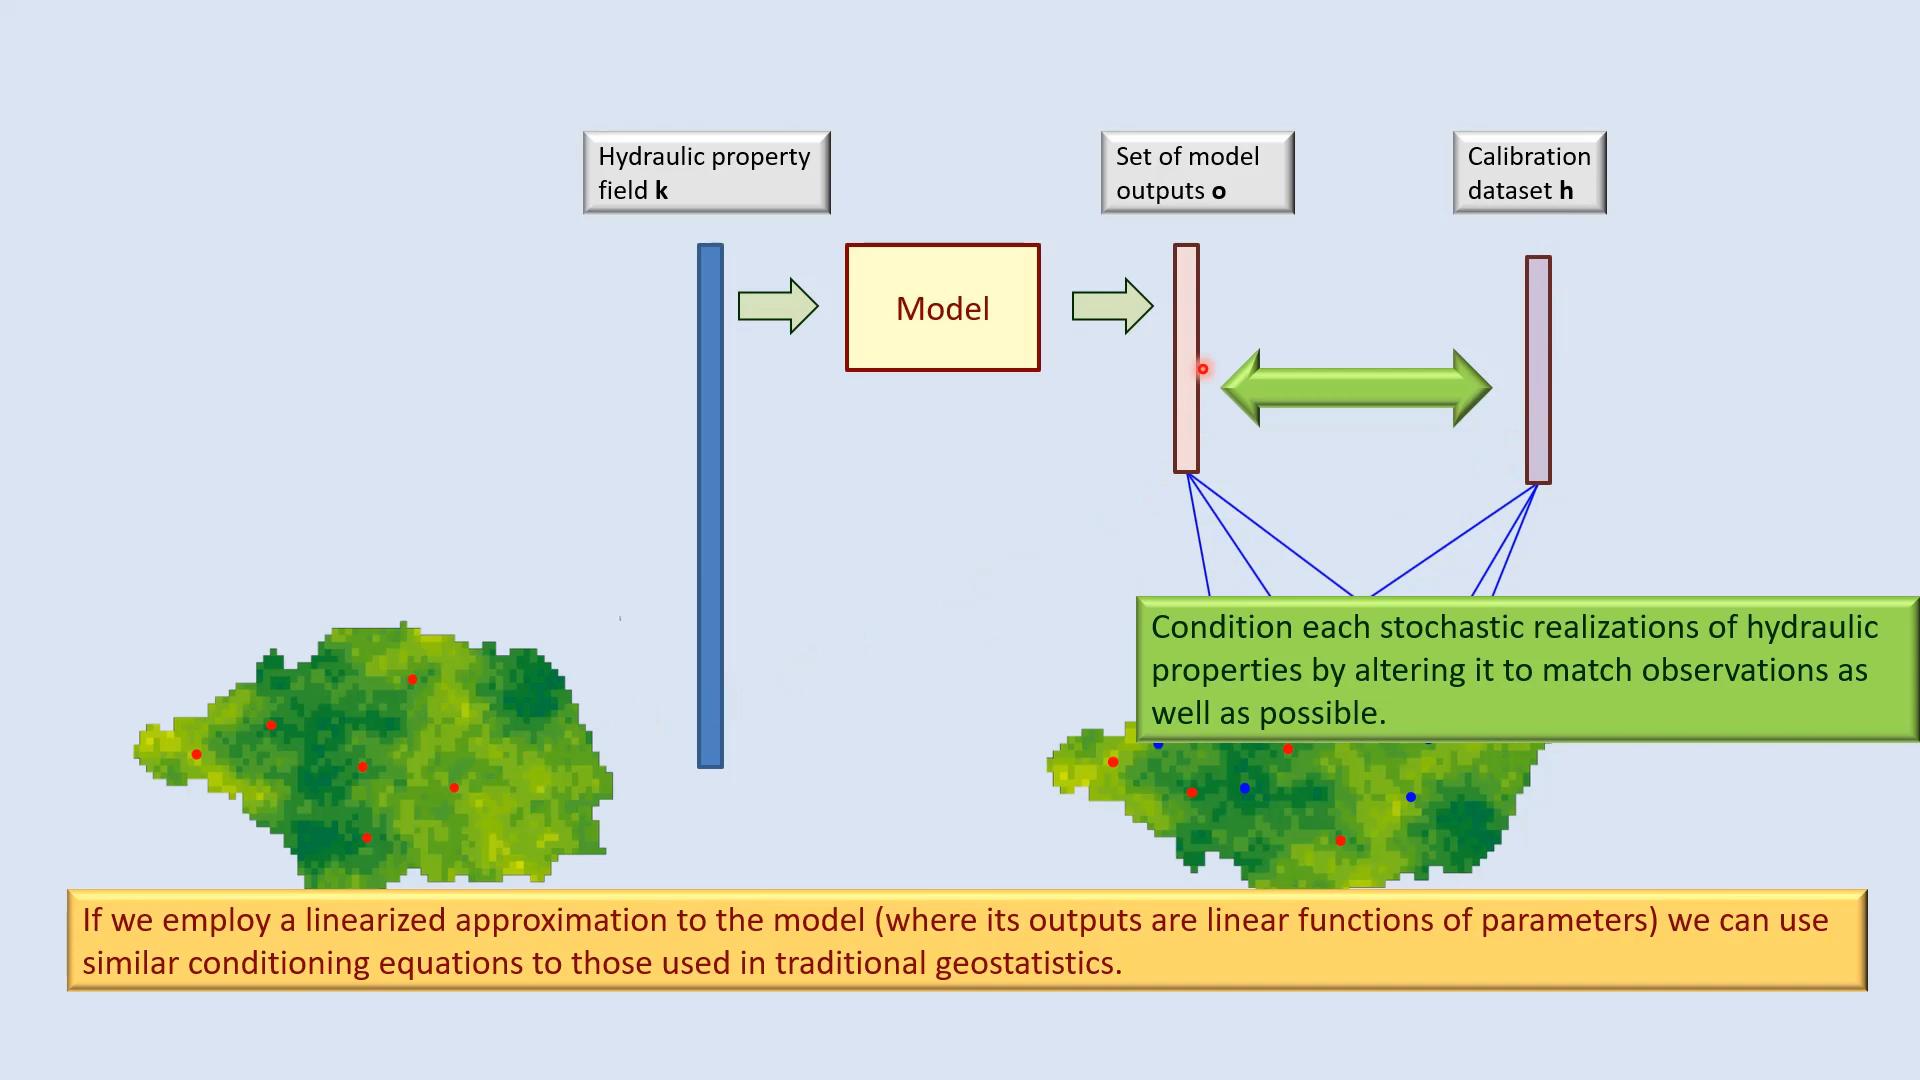 Hydraulic property
field k
Set of model
outputs o
Calibration
dataset h
Model
Condition each stochastic realizations of hydraulic
properties by altering it to match observations as
well as possible.
If we employ a linearized approximation to the model (where its outputs are linear functions of parameters) we can use
similar conditioning equations to those used in traditional geostatistics.